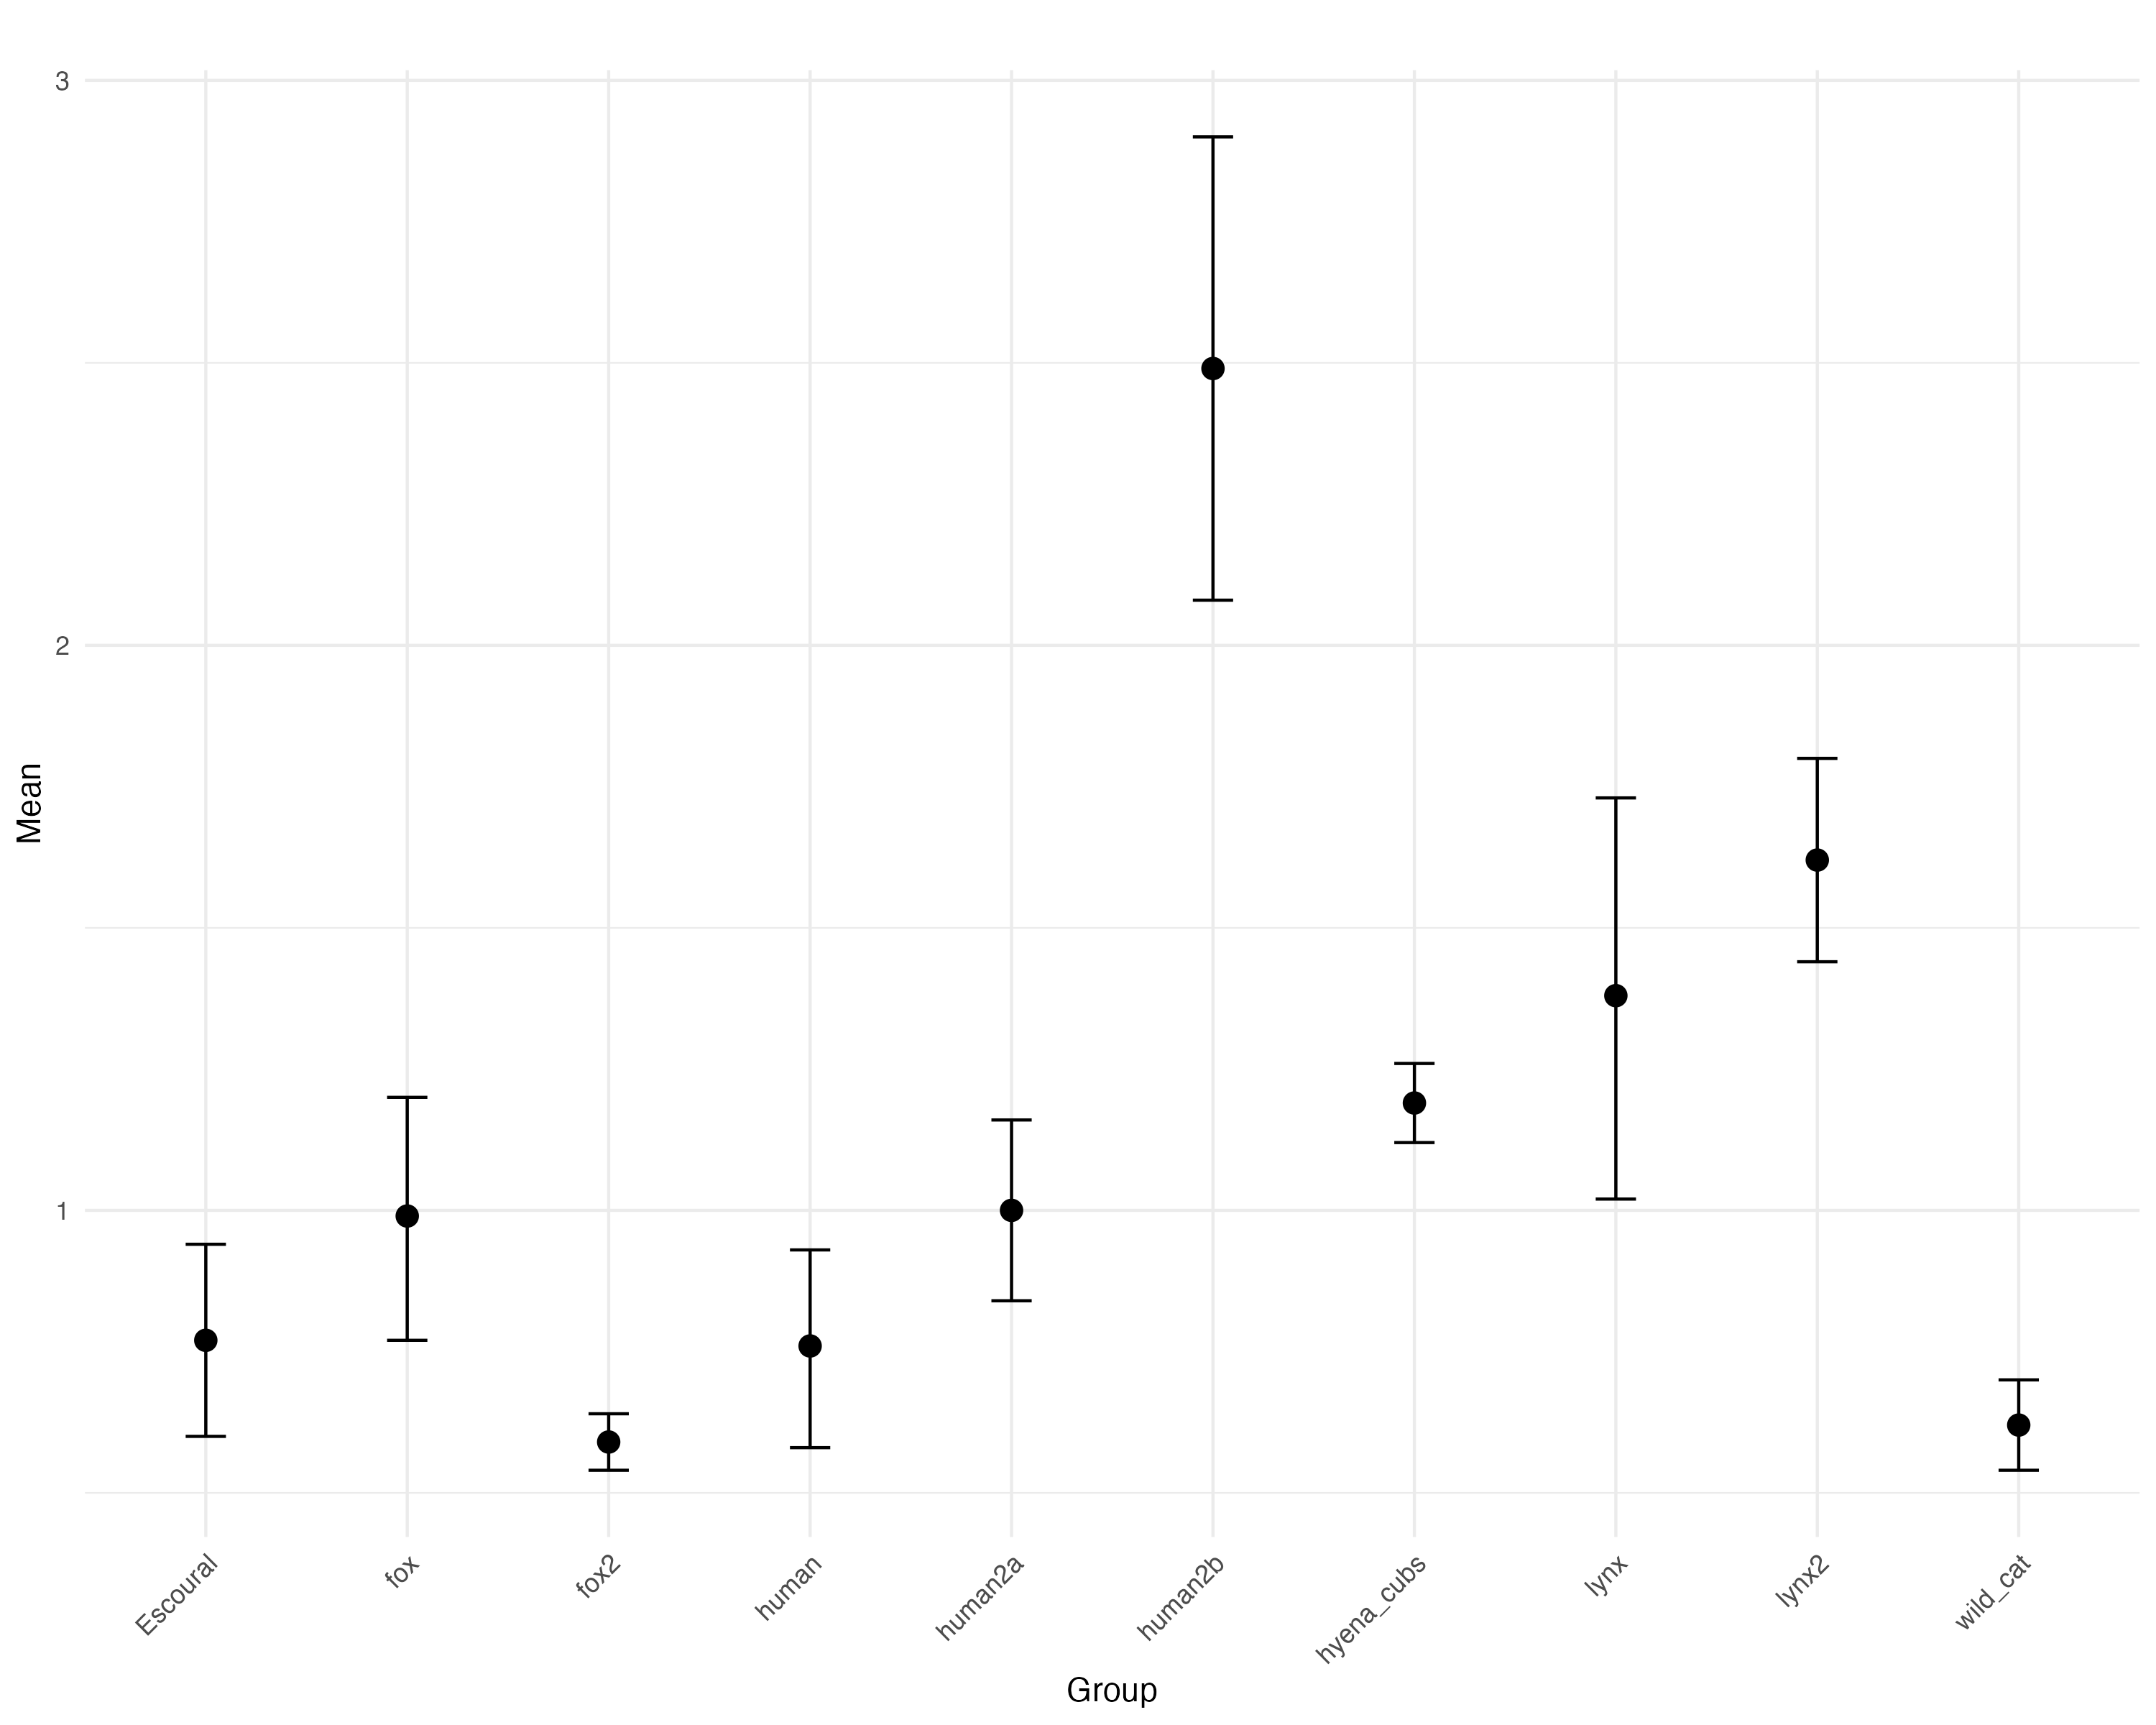 3
2
1
Mean
Escoural
fox
fox2
human
human2a
human2b
hyena_cubs
lynx
lynx2
wild_cat
Group